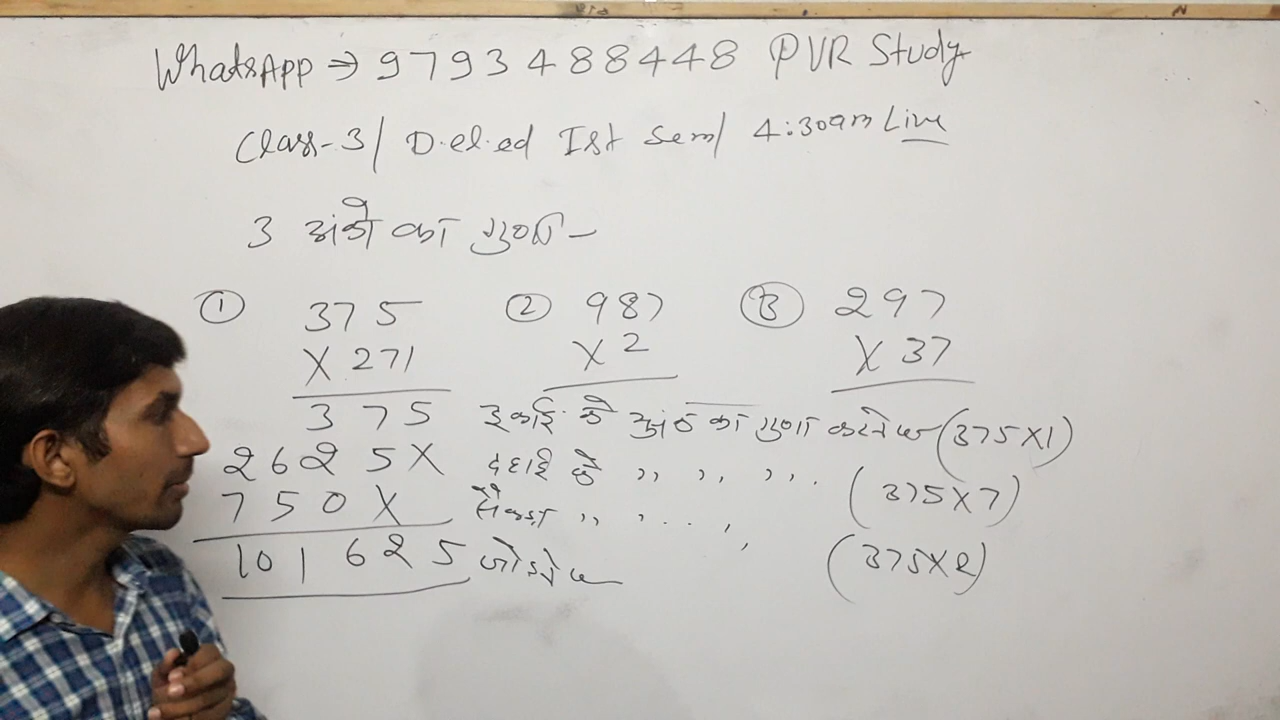 WhatsApp ⇒ 9793488448 PVR Study
Class-3/ D.el.ed Ist Sem/ 4:30am Live
3 अंको का गुणा –
① 375 ② 987 ③ 297
X 271 X 2 X 37
375 इकाई के अंक का गुणा करने पर (375X1)
2625X दहाई के ,, ,, ,,. (375X7)
750X सैकड़ा ,, ,, (375X2)
101625 जोड़ने पर